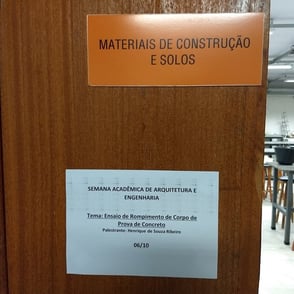 MATERIAIS DE CONSTRUÇÃO
E SOLOS
SEMANA ACADÊMICA DE ARQUITETURA E
ENGENHARIA
Tema: Ensaio de Rompimento de Corpo de
Prova de Concreto
Palestrante: Henrique de Souza Ribeiro
06/10